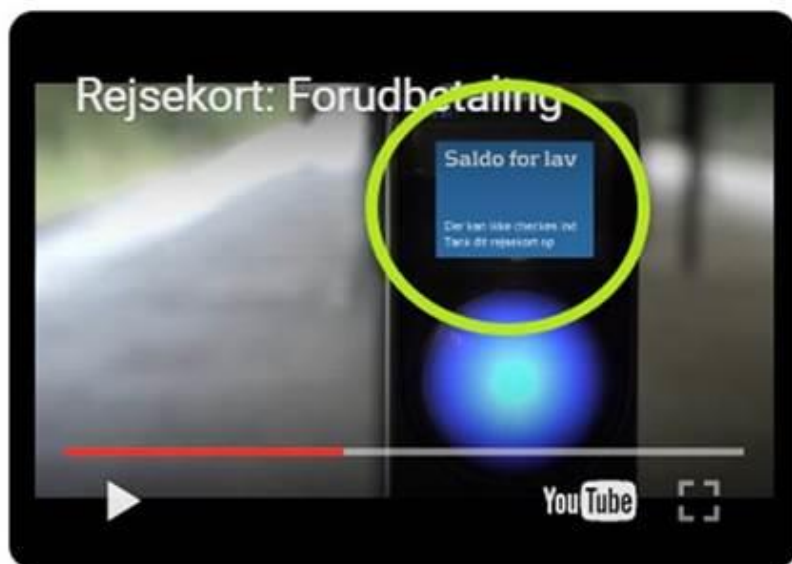 Rejsekort: Forudbetaling
Saldo for lav
Der kan ikke checkes ind
Tank dit rejsekort op
YouTube